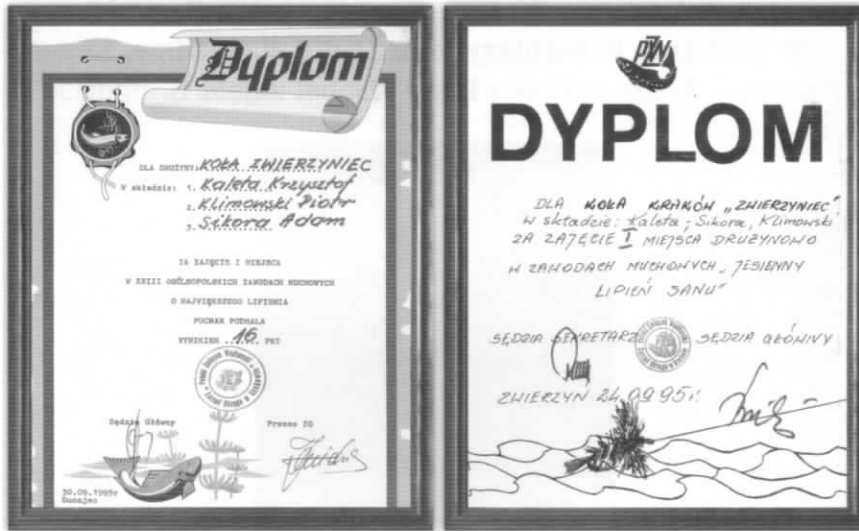 Dyplom
DLA DRUŻYNY: KOŁA ZWIERZYNIEC
W składzie: 1. Kaleta Krzysztof
2. Klimowski Piotr
3. Sikora Adam
ZA ZAJĘCIE I MIEJSCA
W XXIII OGÓLNOPOLSKICH ZAWODACH MUCHOWYCH
O NAJWIĘKSZEGO LIPIENIA
PUCHAR PODHALA
WYNIKIEM 16 PKT
Sędzia Główny Prezes ZO
30.09.1995r
Dunajec
PZW
DYPLOM
DLA KOŁA KRAKÓW „ZWIERZYNIEC"
W składzie: Kaleta, Sikora, Klimowski
ZA ZAJĘCIE I MIEJSCA DRUŻYNOWO
W ZAWODACH MUCHOWYCH „JESIENNY
LIPIEŃ SANU"
SĘDZIA SEKRETARZ SĘDZIA GŁÓWNY
ZWIERZYN 24.09.95r.